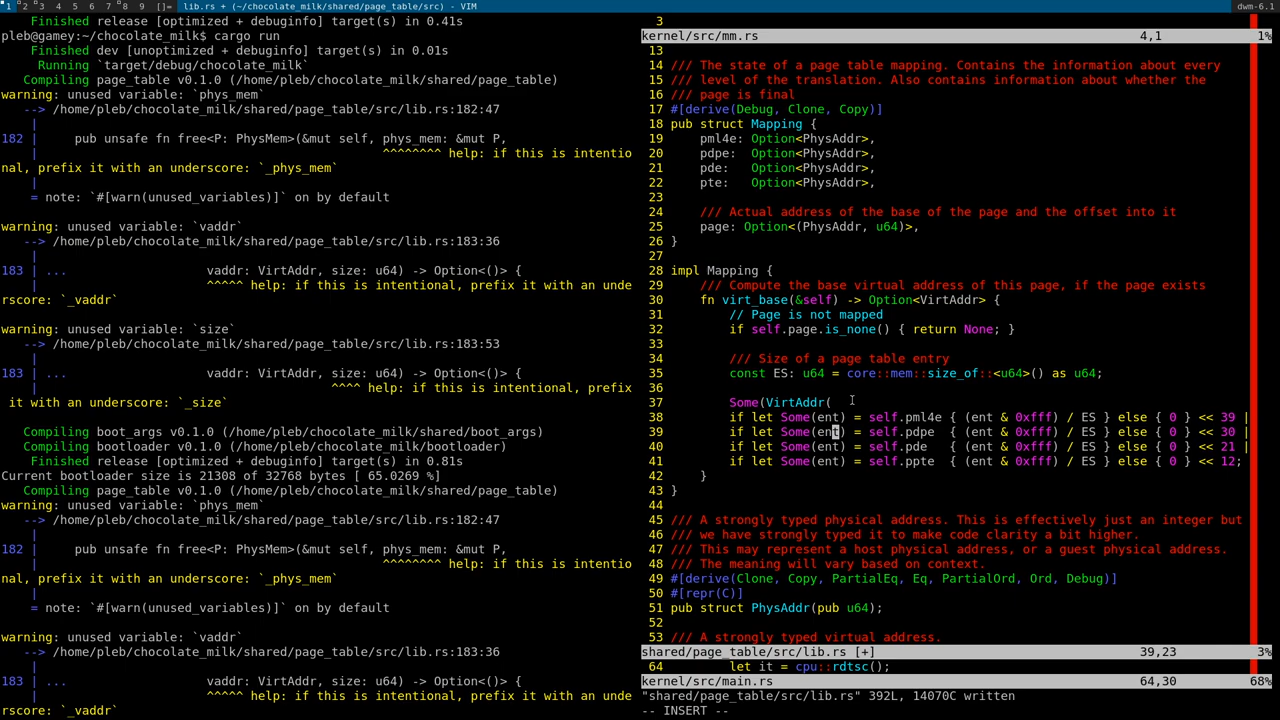 1 2 3 4 5 6 7 8 9 []= lib.rs + (~/chocolate_milk/shared/page_table/src) - VIM dwm-6.1
    Finished release [optimized + debuginfo] target(s) in 0.41s
pleb@gamey:~/chocolate_milk$ cargo run
    Finished dev [unoptimized + debuginfo] target(s) in 0.01s
     Running `target/debug/chocolate_milk`
   Compiling page_table v0.1.0 (/home/pleb/chocolate_milk/shared/page_table)
warning: unused variable: `phys_mem`
   --> /home/pleb/chocolate_milk/shared/page_table/src/lib.rs:182:47
    |
182 |     pub unsafe fn free<P: PhysMem>(&mut self, phys_mem: &mut P,
    |                                               ^^^^^^^^ help: if this is intentio
nal, prefix it with an underscore: `_phys_mem`
    |
    = note: `#[warn(unused_variables)]` on by default
warning: unused variable: `vaddr`
   --> /home/pleb/chocolate_milk/shared/page_table/src/lib.rs:183:36
    |
183 | ...                   vaddr: VirtAddr, size: u64) -> Option<()> {
    |                       ^^^^^ help: if this is intentional, prefix it with an unde
rscore: `_vaddr`
warning: unused variable: `size`
   --> /home/pleb/chocolate_milk/shared/page_table/src/lib.rs:183:53
    |
183 | ...                   vaddr: VirtAddr, size: u64) -> Option<()> {
    |                                        ^^^^ help: if this is intentional, prefix
 it with an underscore: `_size`
   Compiling boot_args v0.1.0 (/home/pleb/chocolate_milk/shared/boot_args)
   Compiling bootloader v0.1.0 (/home/pleb/chocolate_milk/bootloader)
    Finished release [optimized + debuginfo] target(s) in 0.81s
Current bootloader size is 21308 of 32768 bytes [ 65.0269 %]
   Compiling page_table v0.1.0 (/home/pleb/chocolate_milk/shared/page_table)
warning: unused variable: `phys_mem`
   --> /home/pleb/chocolate_milk/shared/page_table/src/lib.rs:182:47
    |
182 |     pub unsafe fn free<P: PhysMem>(&mut self, phys_mem: &mut P,
    |                                               ^^^^^^^^ help: if this is intentio
nal, prefix it with an underscore: `_phys_mem`
    |
    = note: `#[warn(unused_variables)]` on by default
warning: unused variable: `vaddr`
   --> /home/pleb/chocolate_milk/shared/page_table/src/lib.rs:183:36
    |
183 | ...                   vaddr: VirtAddr, size: u64) -> Option<()> {
    |                       ^^^^^ help: if this is intentional, prefix it with an unde
rscore: `_vaddr`
  3
kernel/src/mm.rs 4,1 1%
 13
 14 /// The state of a page table mapping. Contains the information about every
 15 /// level of the translation. Also contains information about whether the
 16 /// page is final
 17 #[derive(Debug, Clone, Copy)]
 18 pub struct Mapping {
 19     pml4e: Option<PhysAddr>,
 20     pdpe:  Option<PhysAddr>,
 21     pde:   Option<PhysAddr>,
 22     pte:   Option<PhysAddr>,
 23
 24     /// Actual address of the base of the page and the offset into it
 25     page: Option<(PhysAddr, u64)>,
 26 }
 27
 28 impl Mapping {
 29     /// Compute the base virtual address of this page, if the page exists
 30     fn virt_base(&self) -> Option<VirtAddr> {
 31         // Page is not mapped
 32         if self.page.is_none() { return None; }
 33
 34         /// Size of a page table entry
 35         const ES: u64 = core::mem::size_of::<u64>() as u64;
 36
 37         Some(VirtAddr(
 38         if let Some(ent) = self.pml4e { (ent & 0xfff) / ES } else { 0 } << 39 |
 39         if let Some(ent) = self.pdpe  { (ent & 0xfff) / ES } else { 0 } << 30 |
 40         if let Some(ent) = self.pde   { (ent & 0xfff) / ES } else { 0 } << 21 |
 41         if let Some(ent) = self.ppte  { (ent & 0xfff) / ES } else { 0 } << 12;
 42     }
 43 }
 44
 45 /// A strongly typed physical address. This is effectively just an integer but
 46 /// we have strongly typed it to make code clarity a bit higher.
 47 /// This may represent a host physical address, or a guest physical address.
 48 /// The meaning will vary based on context.
 49 #[derive(Clone, Copy, PartialEq, Eq, PartialOrd, Ord, Debug)]
 50 #[repr(C)]
 51 pub struct PhysAddr(pub u64);
 52
 53 /// A strongly typed virtual address.
shared/page_table/src/lib.rs [+] 39,23 3%
 64         let it = cpu::rdtsc();
kernel/src/main.rs 64,30 68%
"shared/page_table/src/lib.rs" 392L, 14070C written
-- INSERT --